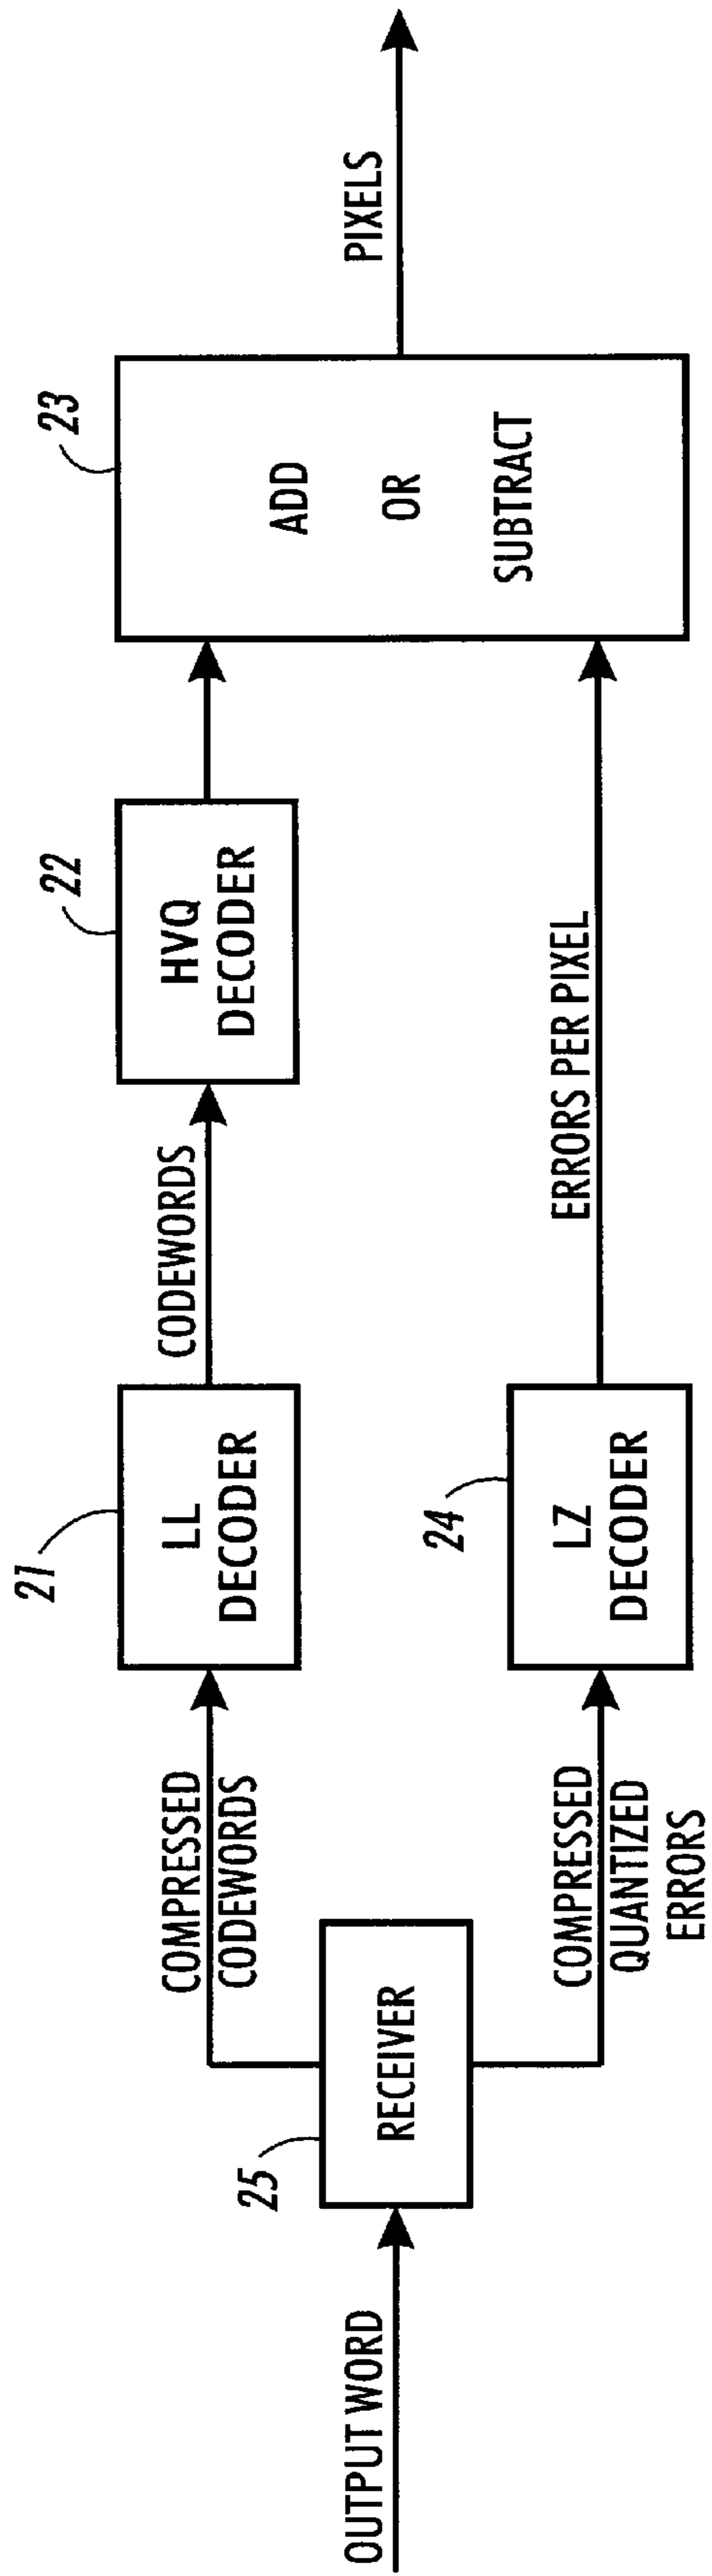 OUTPUT WORD
25
RECEIVER
COMPRESSED
CODEWORDS
COMPRESSED
QUANTIZED
ERRORS
21
LL
DECODER
24
LZ
DECODER
CODEWORDS
ERRORS PER PIXEL
22
HVQ
DECODER
23
ADD
OR
SUBTRACT
PIXELS